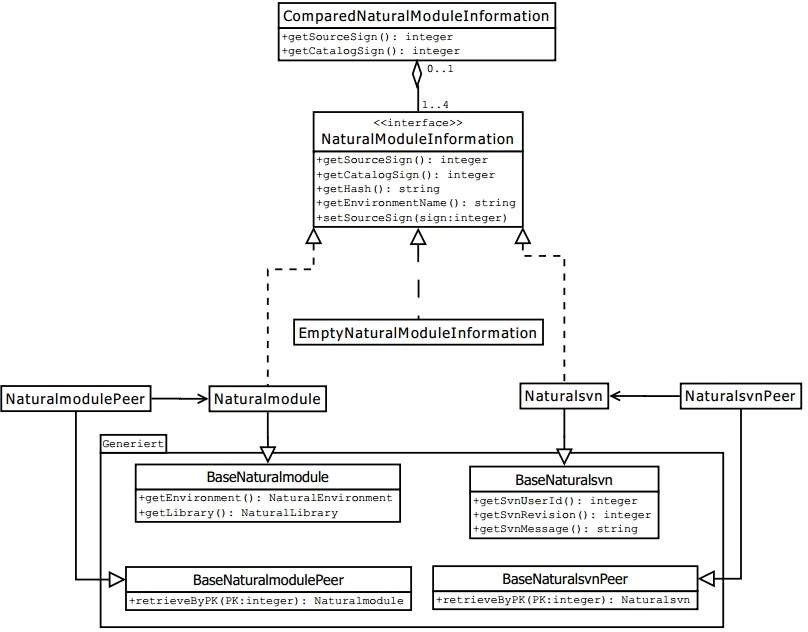 ComparedNaturalModuleInformation
+getSourceSign(): integer
+getCatalogSign(): integer
0..1
1..4
<<interface>>
NaturalModuleInformation
+getSourceSign(): integer
+getCatalogSign(): integer
+getHash(): string
+getEnvironmentName(): string
+setSourceSign(sign:integer)
EmptyNaturalModuleInformation
NaturalmodulePeer
Naturalmodule
Naturalsvn
NaturalsvnPeer
Generiert
BaseNaturalmodule
+getEnvironment(): NaturalEnvironment
+getLibrary(): NaturalLibrary
BaseNaturalsvn
+getSvnUserId(): integer
+getSvnRevision(): integer
+getSvnMessage(): string
BaseNaturalmodulePeer
+retrieveByPK(PK:integer): Naturalmodule
BaseNaturalsvnPeer
+retrieveByPK(PK:integer): Naturalsvn